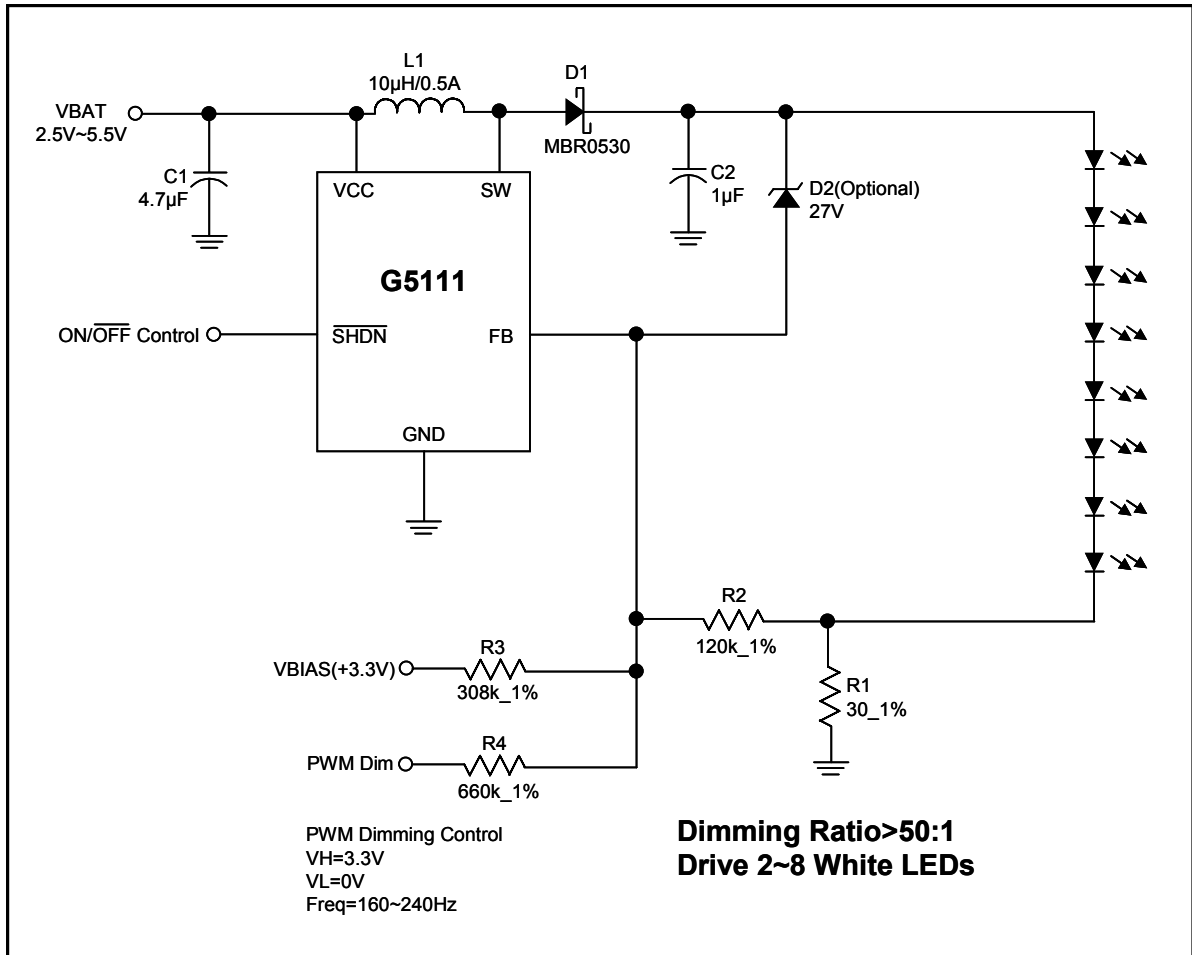 L1
10µH/0.5A
D1
MBR0530
VBAT
2.5V~5.5V
C1
4.7µF
VCC
SW
C2
1µF
D2(Optional)
27V
G5111
ON/O̅F̅F̅ Control
S̅H̅D̅N̅
FB
GND
R2
120k_1%
R3
VBIAS(+3.3V)
308k_1%
R1
30_1%
R4
PWM Dim
660k_1%
PWM Dimming Control
VH=3.3V
VL=0V
Freq=160~240Hz
Dimming Ratio>50:1
Drive 2~8 White LEDs